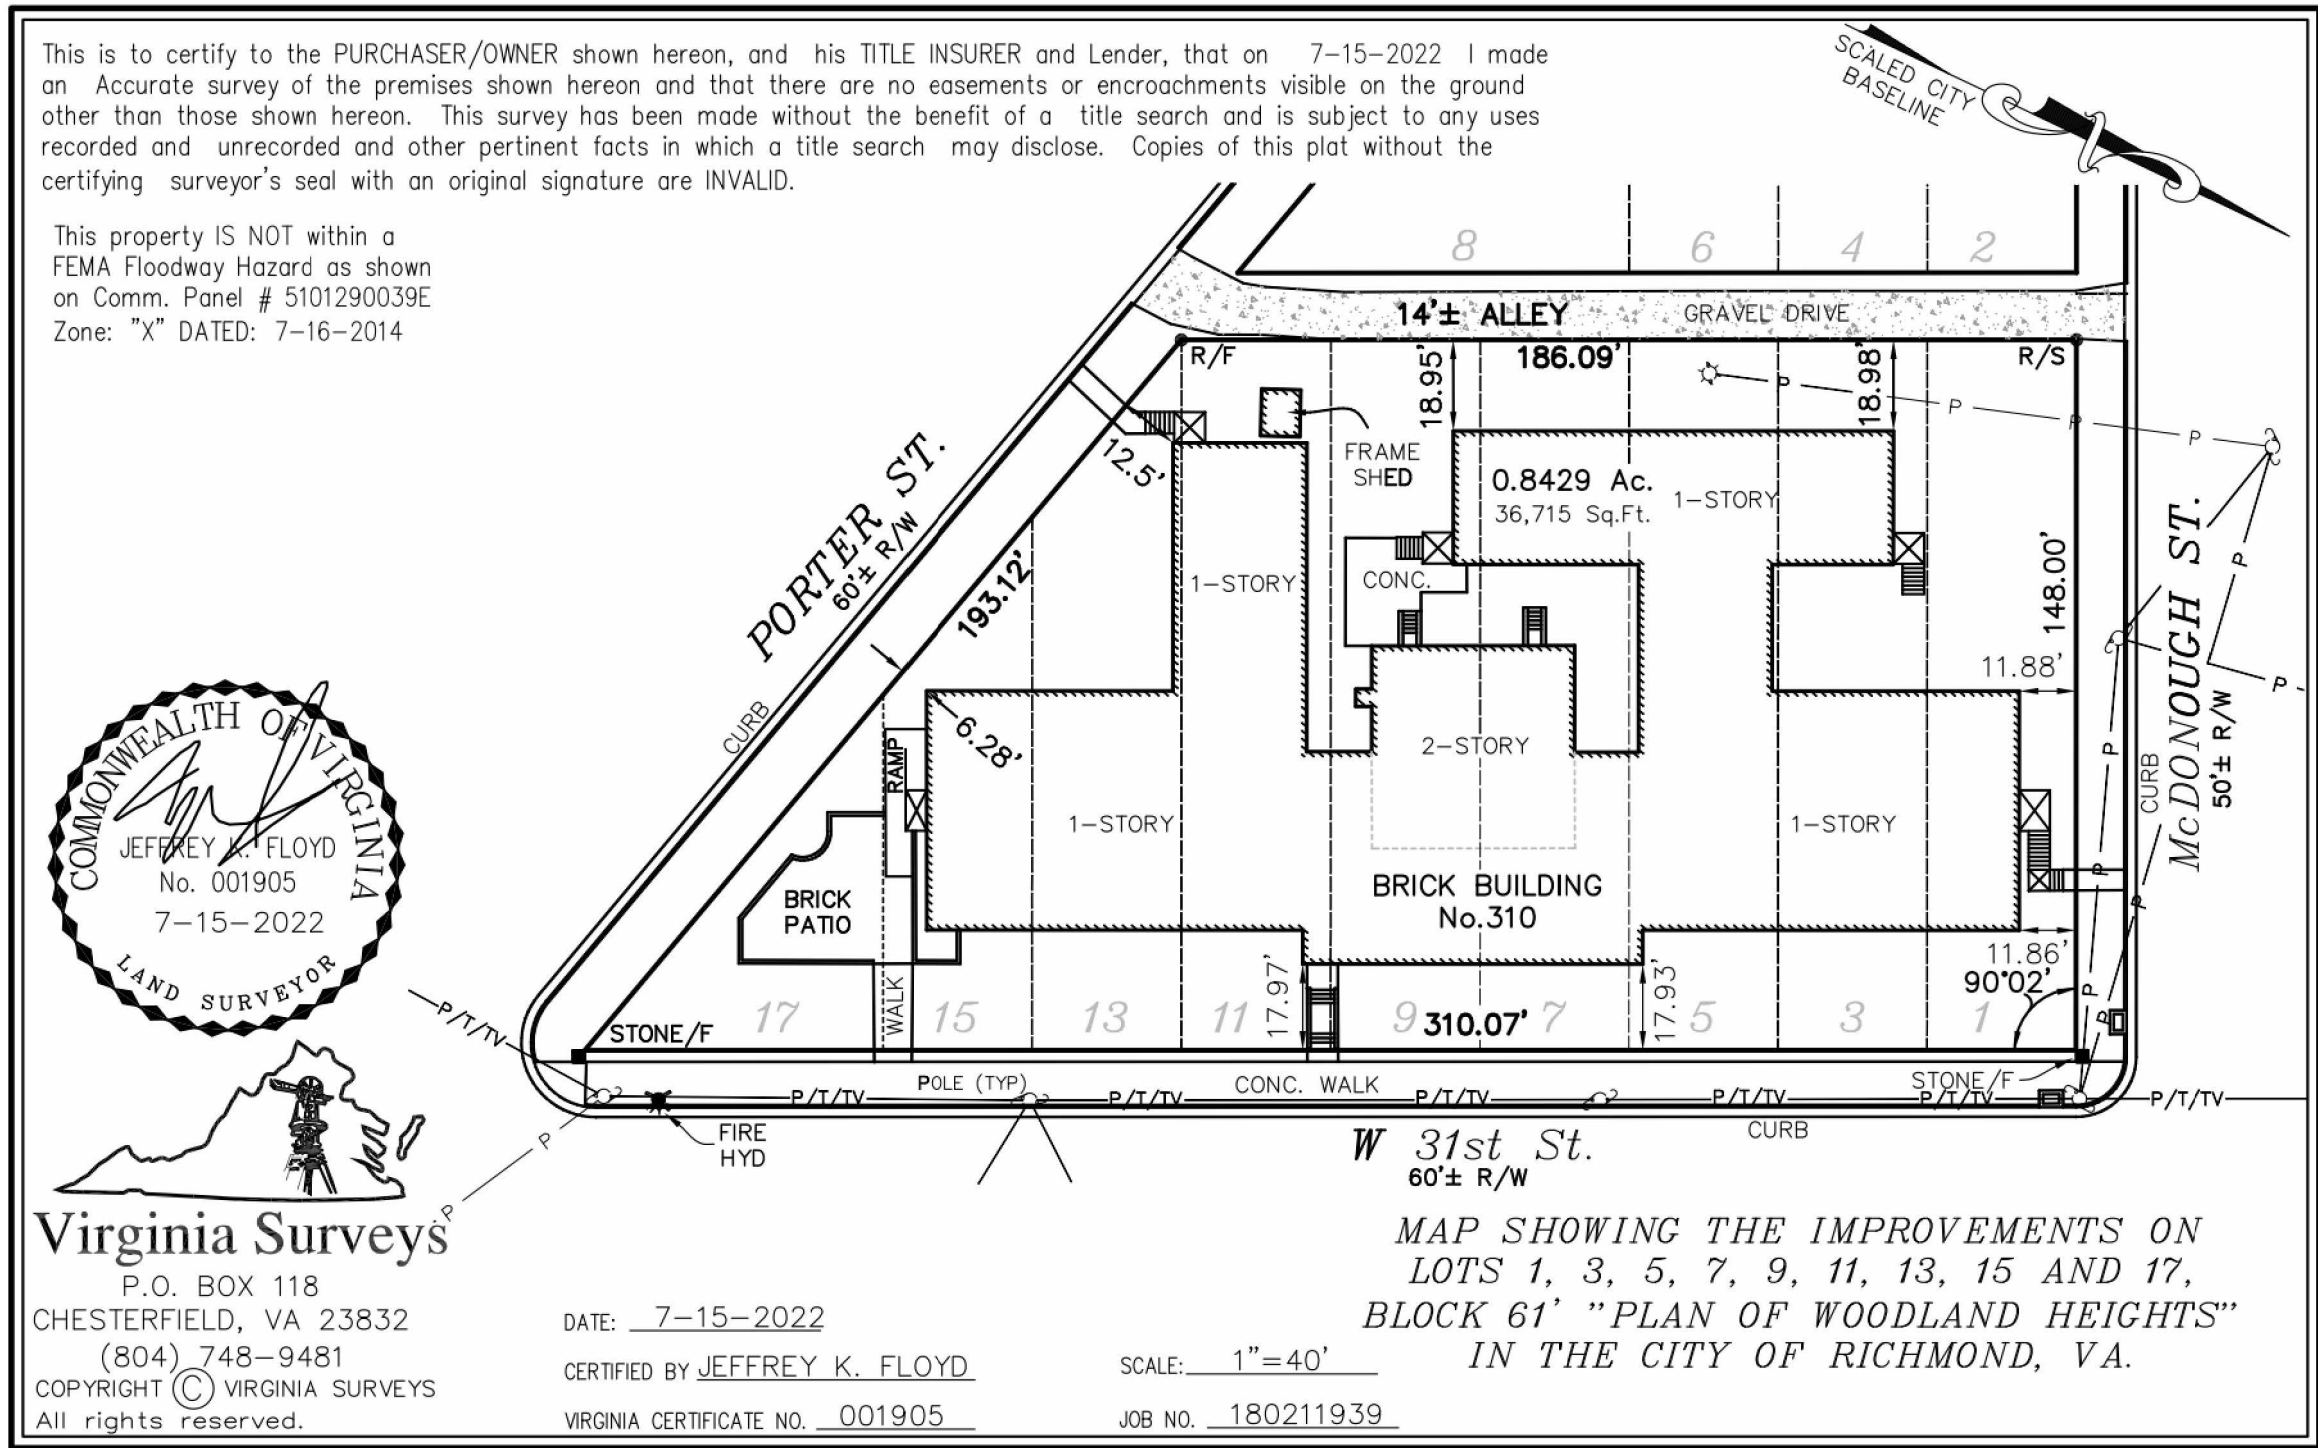 This is to certify to the PURCHASER/OWNER shown hereon, and his TITLE INSURER and Lender, that on 7-15-2022 I made
an Accurate survey of the premises shown hereon and that there are no easements or encroachments visible on the ground
other than those shown hereon. This survey has been made without the benefit of a title search and is subject to any uses
recorded and unrecorded and other pertinent facts in which a title search may disclose. Copies of this plat without the
certifying surveyor's seal with an original signature are INVALID.
This property IS NOT within a
FEMA Floodway Hazard as shown
on Comm. Panel # 5101290039E
Zone: "X" DATED: 7-16-2014
SCALED CITY
BASELINE
8
6
4
2
14'± ALLEY
GRAVEL DRIVE
R/F
186.09'
R/S
18.95'
18.98'
P
P
P
P
FRAME
SHED
12.5'
PORTER ST.
60'± R/W
193.12'
CURB
0.8429 Ac.
36,715 Sq.Ft.
1-STORY
1-STORY
CONC.
148.00'
McDONOUGH ST.
50'± R/W
CURB
P
P
P
P
P
P
P
P
11.88'
6.28'
RAMP
2-STORY
1-STORY
1-STORY
BRICK BUILDING
No.310
BRICK
PATIO
WALK
17.97'
17.93'
11.86'
90°02'
STONE/F
17
15
13
11
9
310.07'
7
5
3
1
STONE/F
P/T/TV
POLE (TYP)
CONC. WALK
P/T/TV
P/T/TV
P/T/TV
P/T/TV
P/T/TV
P/T/TV
FIRE
HYD
P
P
CURB
W 31st St.
60'± R/W
COMMONWEALTH OF VIRGINIA
JEFFREY K. FLOYD
No. 001905
7-15-2022
LAND SURVEYOR
Virginia Surveys
P.O. BOX 118
CHESTERFIELD, VA 23832
(804) 748-9481
COPYRIGHT © VIRGINIA SURVEYS
All rights reserved.
DATE: 7-15-2022
CERTIFIED BY JEFFREY K. FLOYD
VIRGINIA CERTIFICATE NO. 001905
SCALE: 1"=40'
JOB NO. 180211939
MAP SHOWING THE IMPROVEMENTS ON
LOTS 1, 3, 5, 7, 9, 11, 13, 15 AND 17,
BLOCK 61' "PLAN OF WOODLAND HEIGHTS"
IN THE CITY OF RICHMOND, VA.